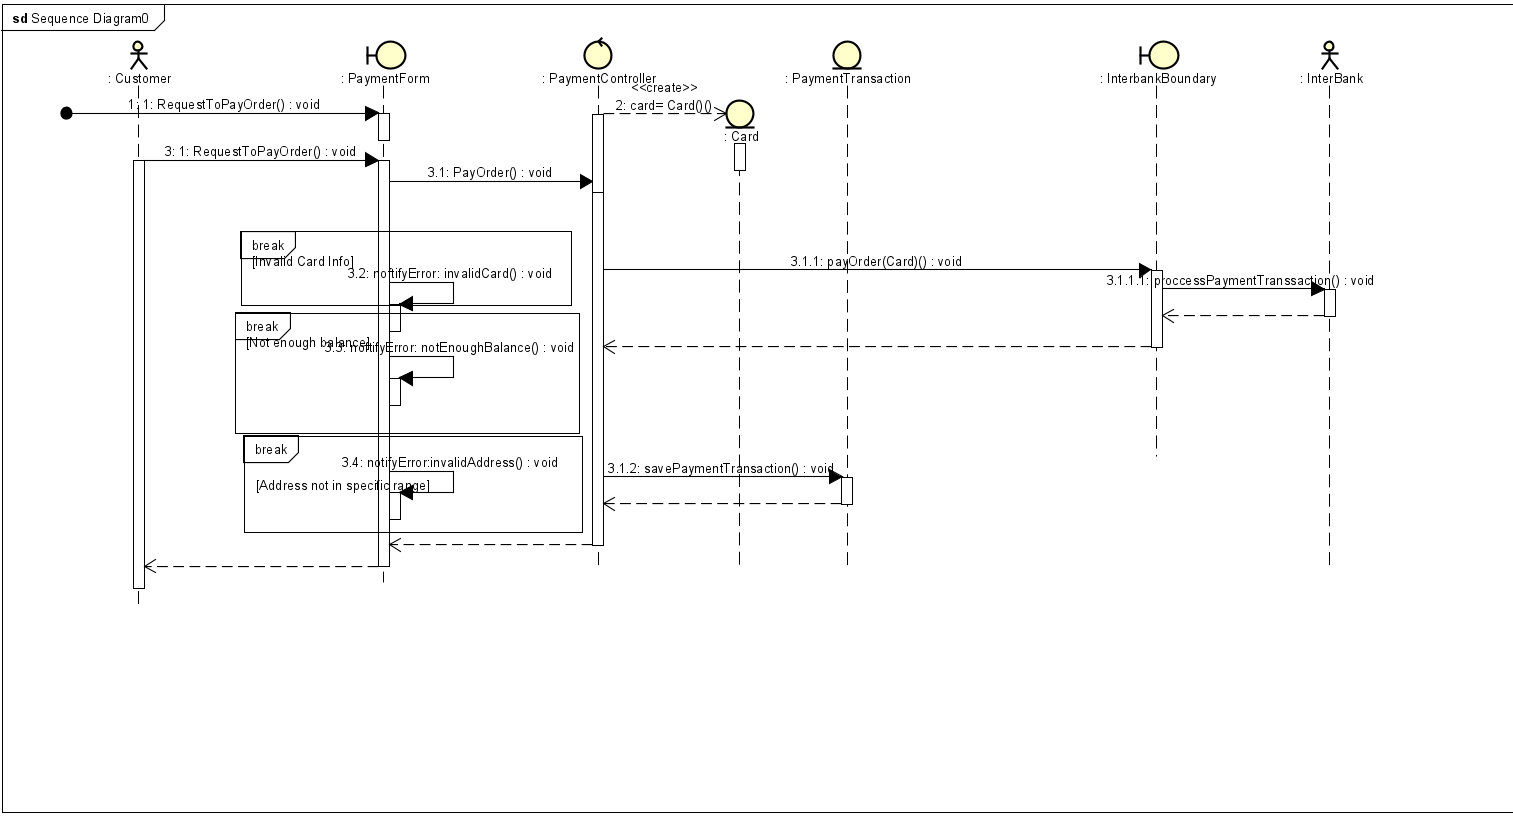 sd Sequence Diagram0
: Customer
: PaymentForm
: PaymentController
: PaymentTransaction
: InterbankBoundary
: InterBank
<<create>>
1: 1: RequestToPayOrder() : void
2: card= Card()()
: Card
3: 1: RequestToPayOrder() : void
3.1: PayOrder() : void
break
[Invalid Card Info]
3.2: notifyError: invalidCard() : void
3.1.1: payOrder(Card)() : void
3.1.1.1: proccessPaymentTranssaction() : void
break
[Not enough balance]
3.3: notifyError: notEnoughBalance() : void
break
3.4: notifyError:invalidAddress() : void
3.1.2: savePaymentTransaction() : void
[Address not in specific range]